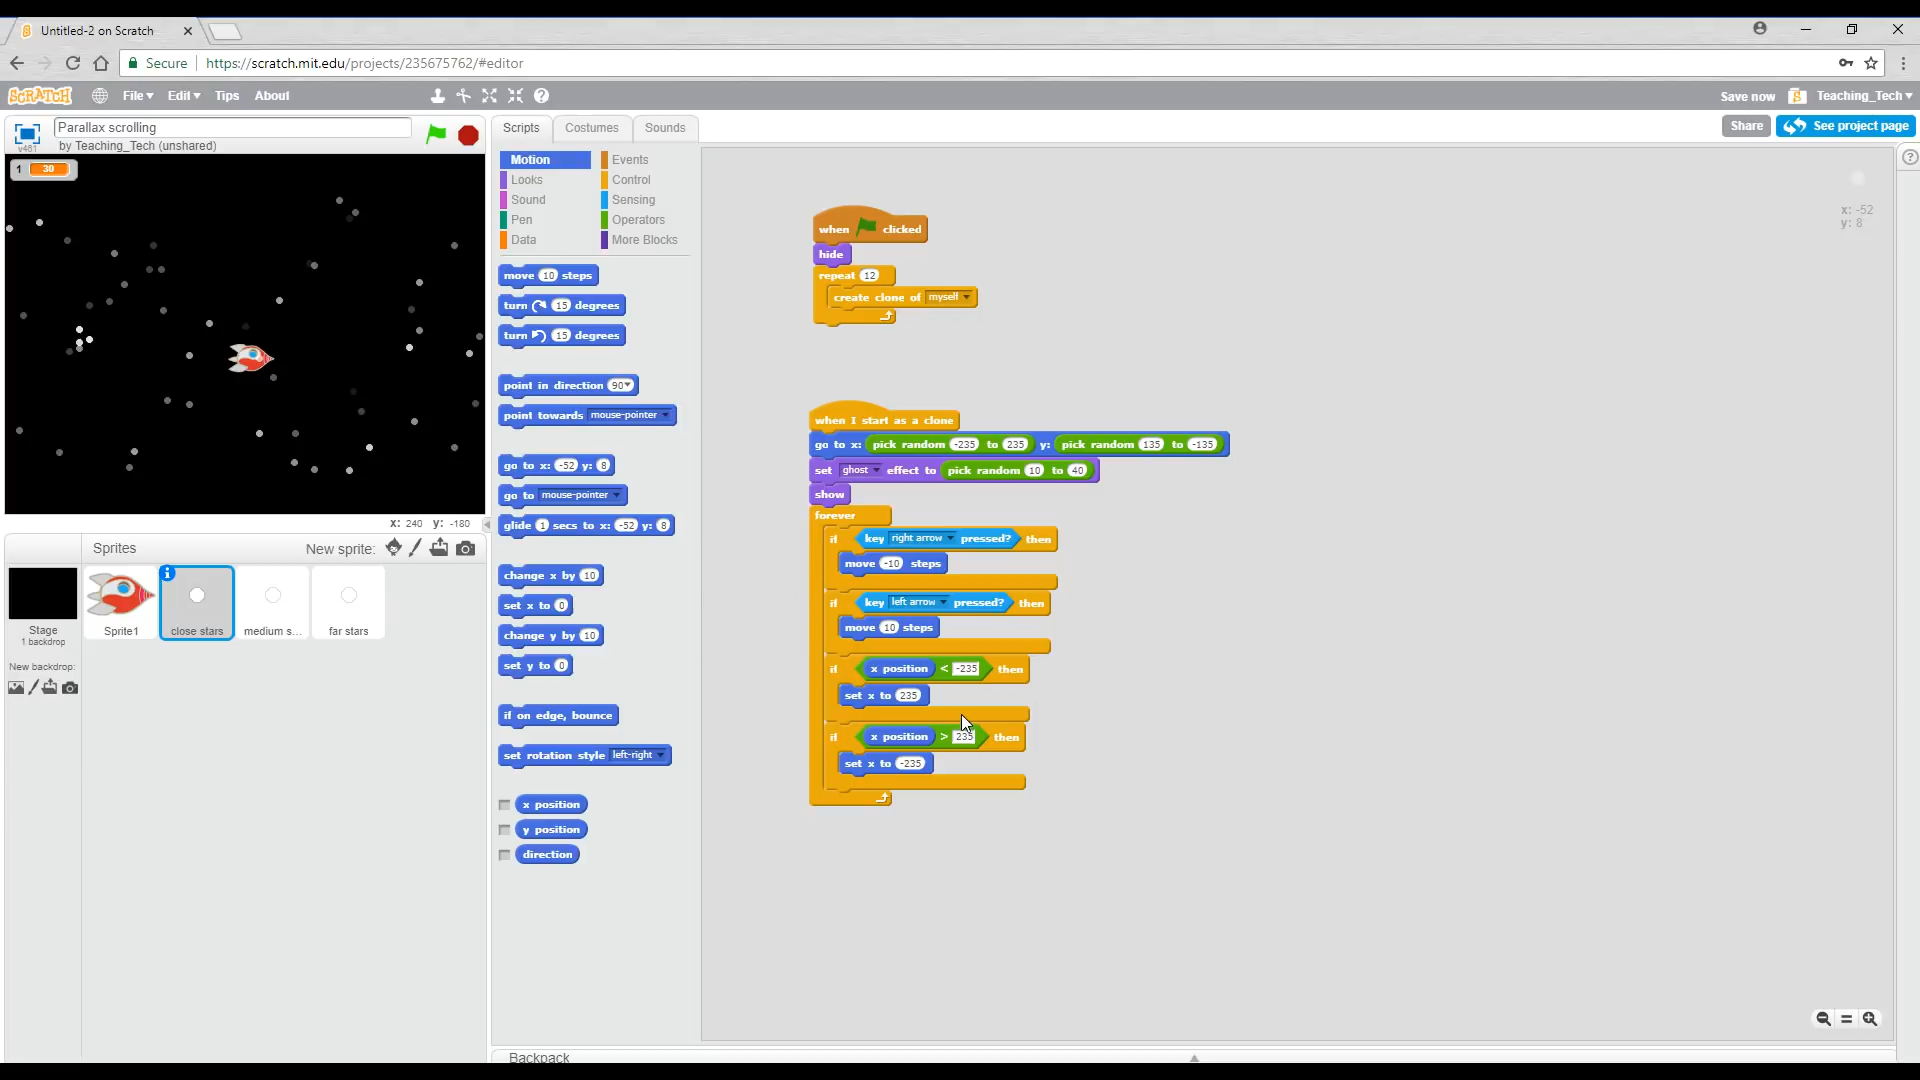 Untitled-2 on Scratch
Secure https://scratch.mit.edu/projects/235675762/#editor
SCRATCH File Edit Tips About Save now Teaching_Tech
Parallax scrolling
by Teaching_Tech (unshared)
v461
Scripts Costumes Sounds
Share See project page
1 30
Motion Events
Looks Control
Sound Sensing
Pen Operators
Data More Blocks
move 10 steps
turn 15 degrees
turn 15 degrees
point in direction 90
point towards mouse-pointer
go to x: -52 y: 8
go to mouse-pointer
glide 1 secs to x: -52 y: 8
change x by 10
set x to 0
change y by 10
set y to 0
if on edge, bounce
set rotation style left-right
x position
y position
direction
x: -52
y: 8
when clicked
hide
repeat 12
create clone of myself
when I start as a clone
go to x: pick random -235 to 235 y: pick random 135 to -135
set ghost effect to pick random 10 to 40
show
forever
if key right arrow pressed? then
move -10 steps
if key left arrow pressed? then
move 10 steps
if x position < -235 then
set x to 235
if x position > 235 then
set x to -235
X: 240 y: -180
Sprites New sprite:
Stage
1 backdrop
New backdrop:
Sprite1
close stars
medium s...
far stars
Backpack